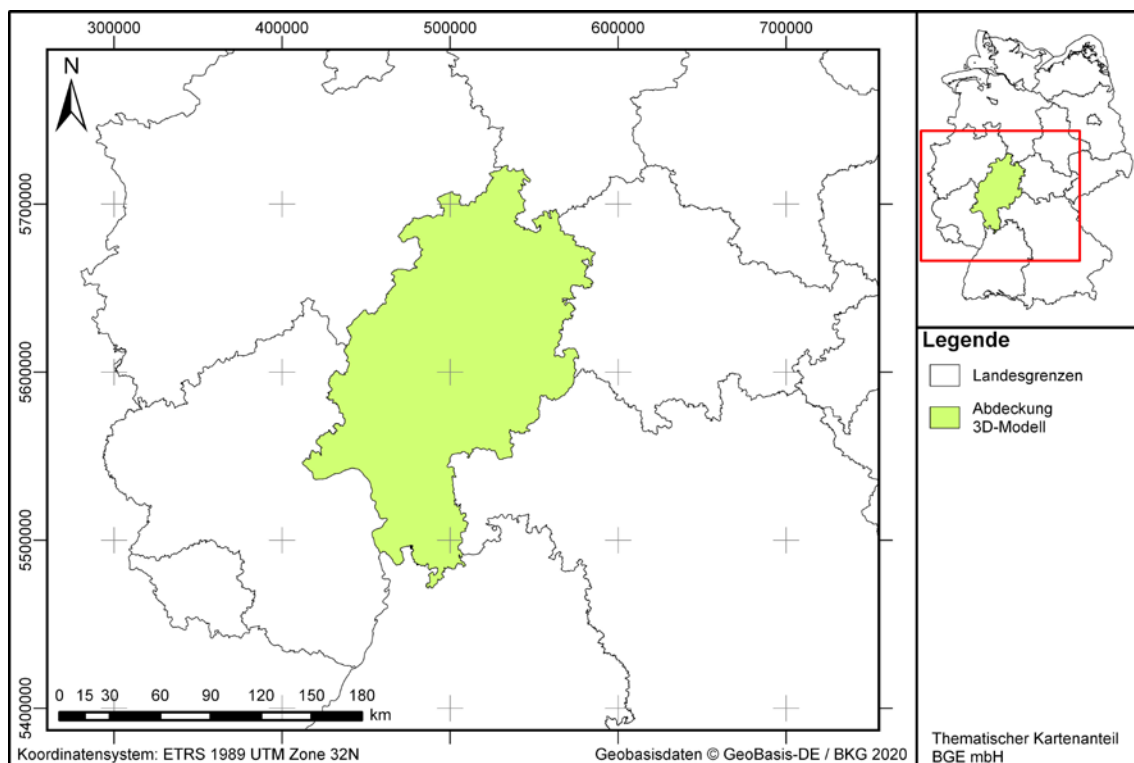 300000 400000 500000 600000 700000
N
5700000
5600000
5500000
5400000
0 15 30 60 90 120 150 180
km
Koordinatensystem: ETRS 1989 UTM Zone 32N
Geobasisdaten © GeoBasis-DE / BKG 2020
Legende
Landesgrenzen
Abdeckung
3D-Modell
Thematischer Kartenanteil
BGE mbH